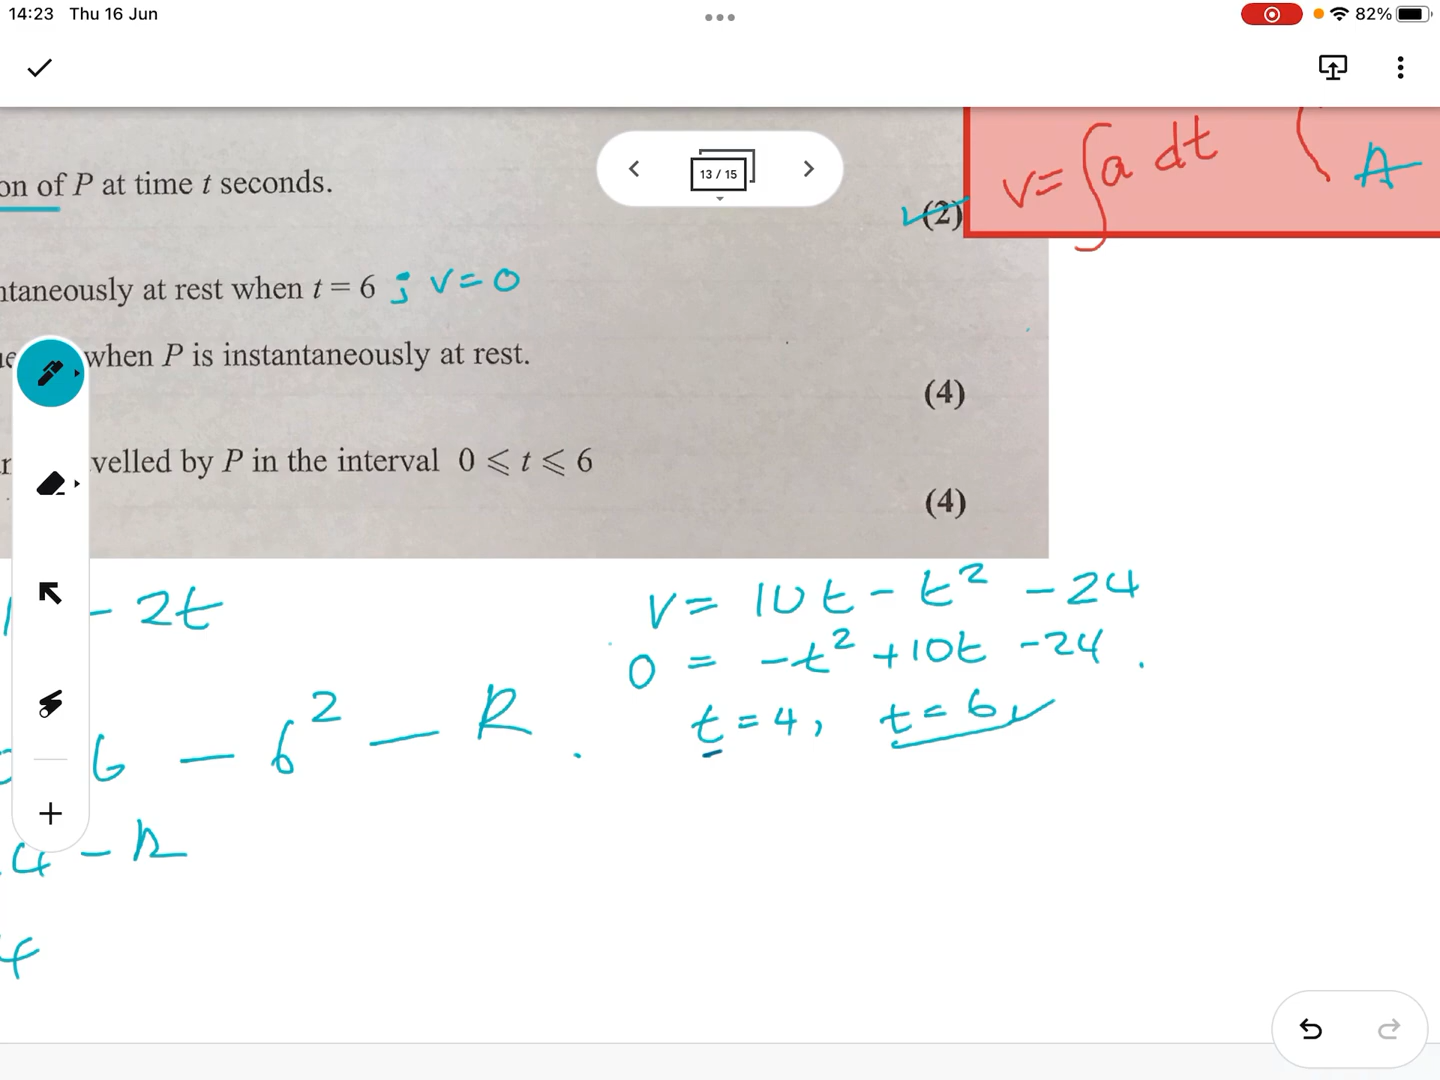 14:23 Thu 16 Jun
82%
13 / 15
v = ∫ a dt
A
on of P at time t seconds.
(2)
ntaneously at rest when t = 6 ; v = 0
when P is instantaneously at rest.
(4)
velled by P in the interval 0 ⩽ t ⩽ 6
(4)
- 2t
6 - 6² - k
4 - k
4
v = 10t - t² - 24
0 = -t² + 10t - 24 .
t = 4, t = 6 ✓